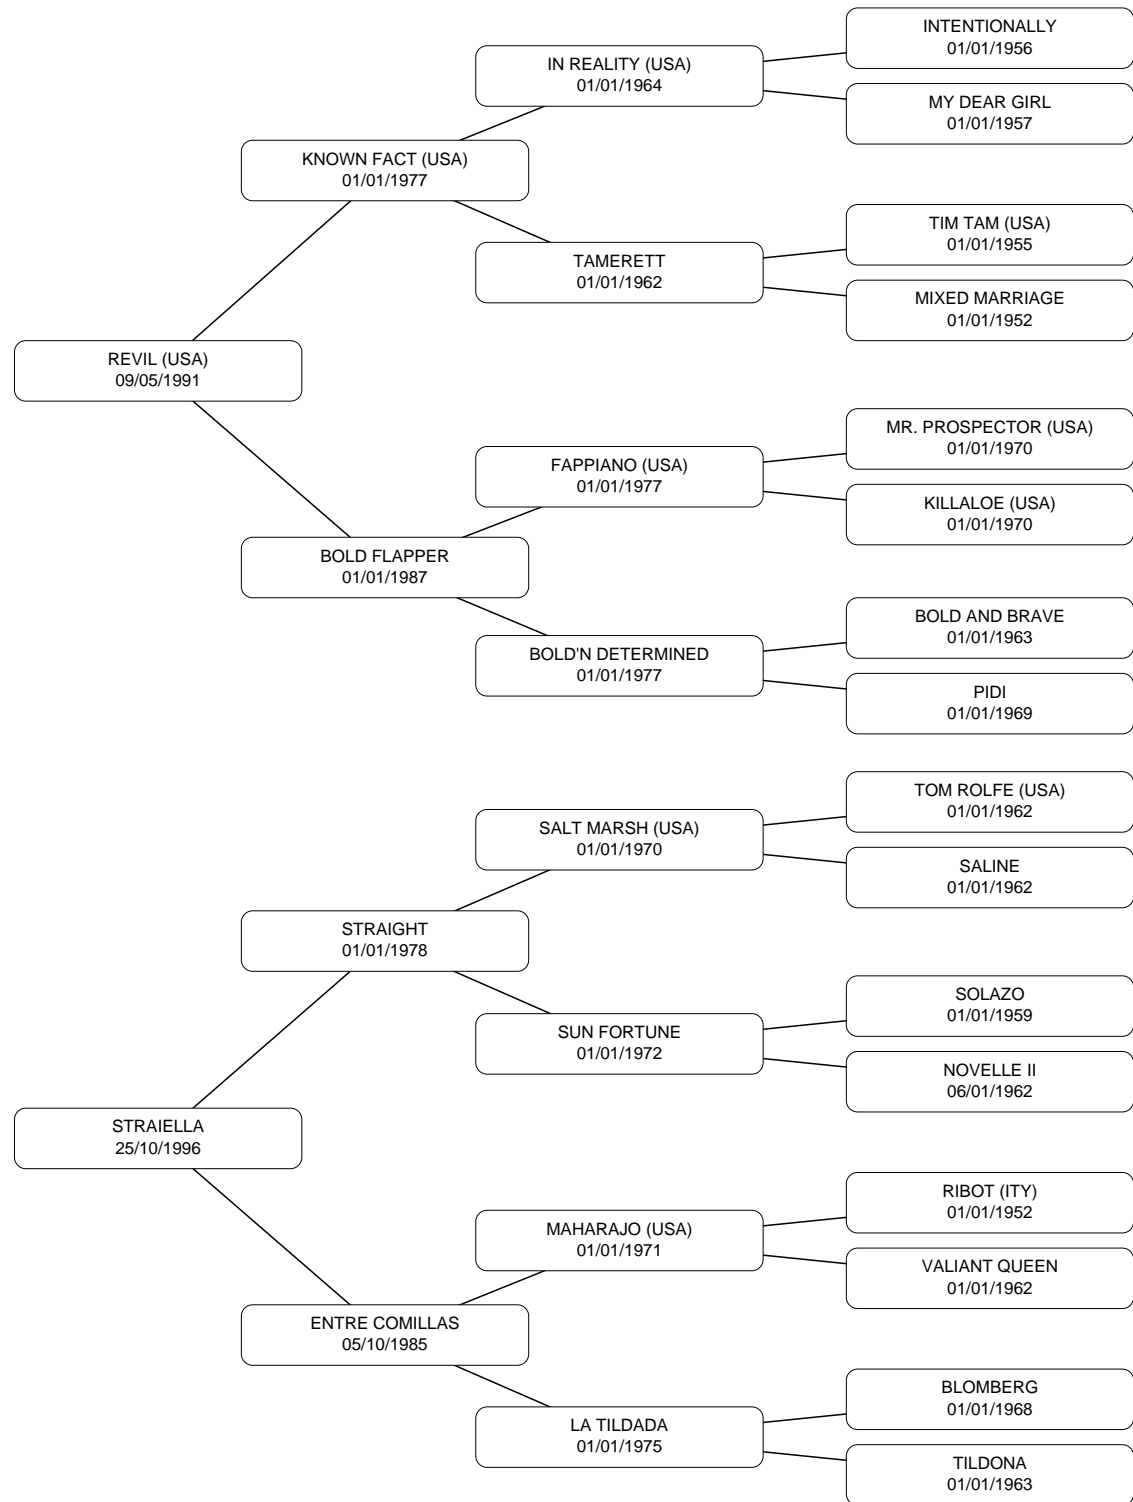 INTENTIONALLY
01/01/1956
IN REALITY (USA)
01/01/1964
MY DEAR GIRL
01/01/1957
KNOWN FACT (USA)
01/01/1977
TIM TAM (USA)
01/01/1955
TAMERETT
01/01/1962
MIXED MARRIAGE
01/01/1952
REVIL (USA)
09/05/1991
MR. PROSPECTOR (USA)
01/01/1970
FAPPIANO (USA)
01/01/1977
KILLALOE (USA)
01/01/1970
BOLD FLAPPER
01/01/1987
BOLD AND BRAVE
01/01/1963
BOLD'N DETERMINED
01/01/1977
PIDI
01/01/1969
TOM ROLFE (USA)
01/01/1962
SALT MARSH (USA)
01/01/1970
SALINE
01/01/1962
STRAIGHT
01/01/1978
SOLAZO
01/01/1959
SUN FORTUNE
01/01/1972
NOVELLE II
06/01/1962
STRAIELLA
25/10/1996
RIBOT (ITY)
01/01/1952
MAHARAJO (USA)
01/01/1971
VALIANT QUEEN
01/01/1962
ENTRE COMILLAS
05/10/1985
BLOMBERG
01/01/1968
LA TILDADA
01/01/1975
TILDONA
01/01/1963